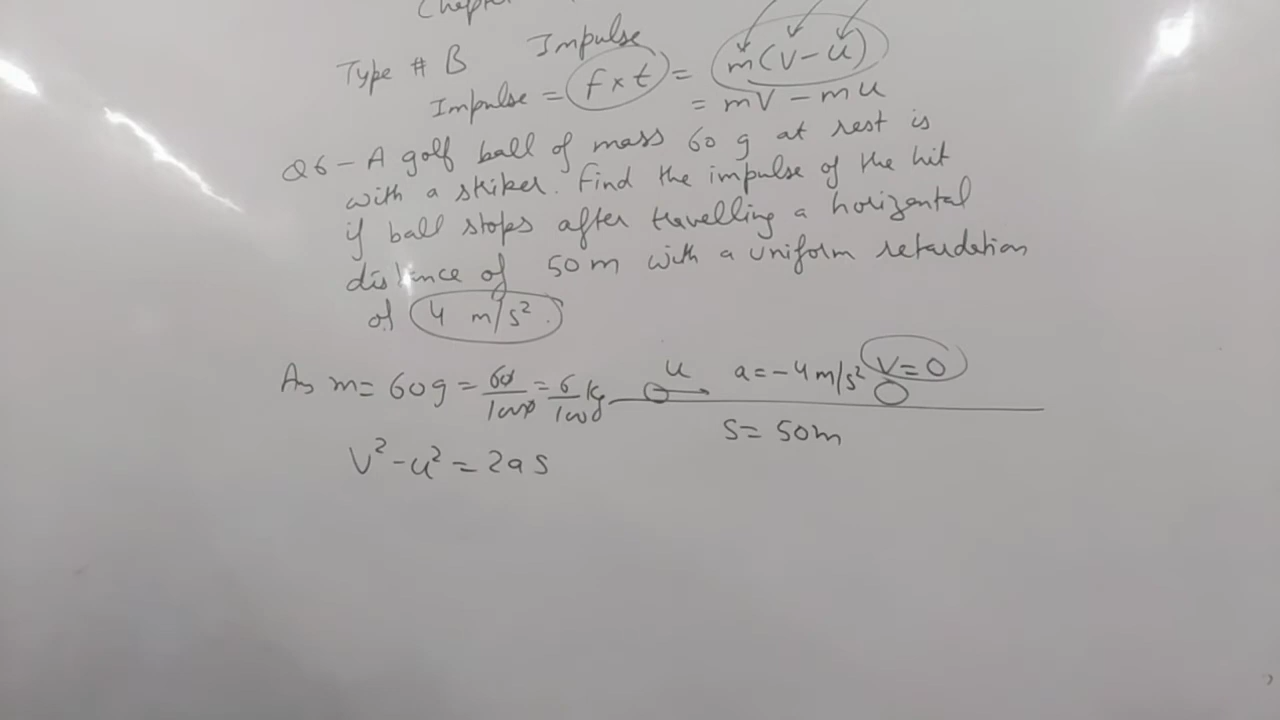 Type # B Impulse
Impulse = f × t = m(v-u)
= mv - mu
Q6 - A golf ball of mass 60 g at rest is
with a striker. Find the impulse of the hit
if ball stops after travelling a horizontal
distance of 50 m with a uniform retardation
of 4 m/s².
As m = 60g = 60/1000 = 6/100 kg
u a = -4 m/s² v = 0
S = 50m
v² - u² = 2as